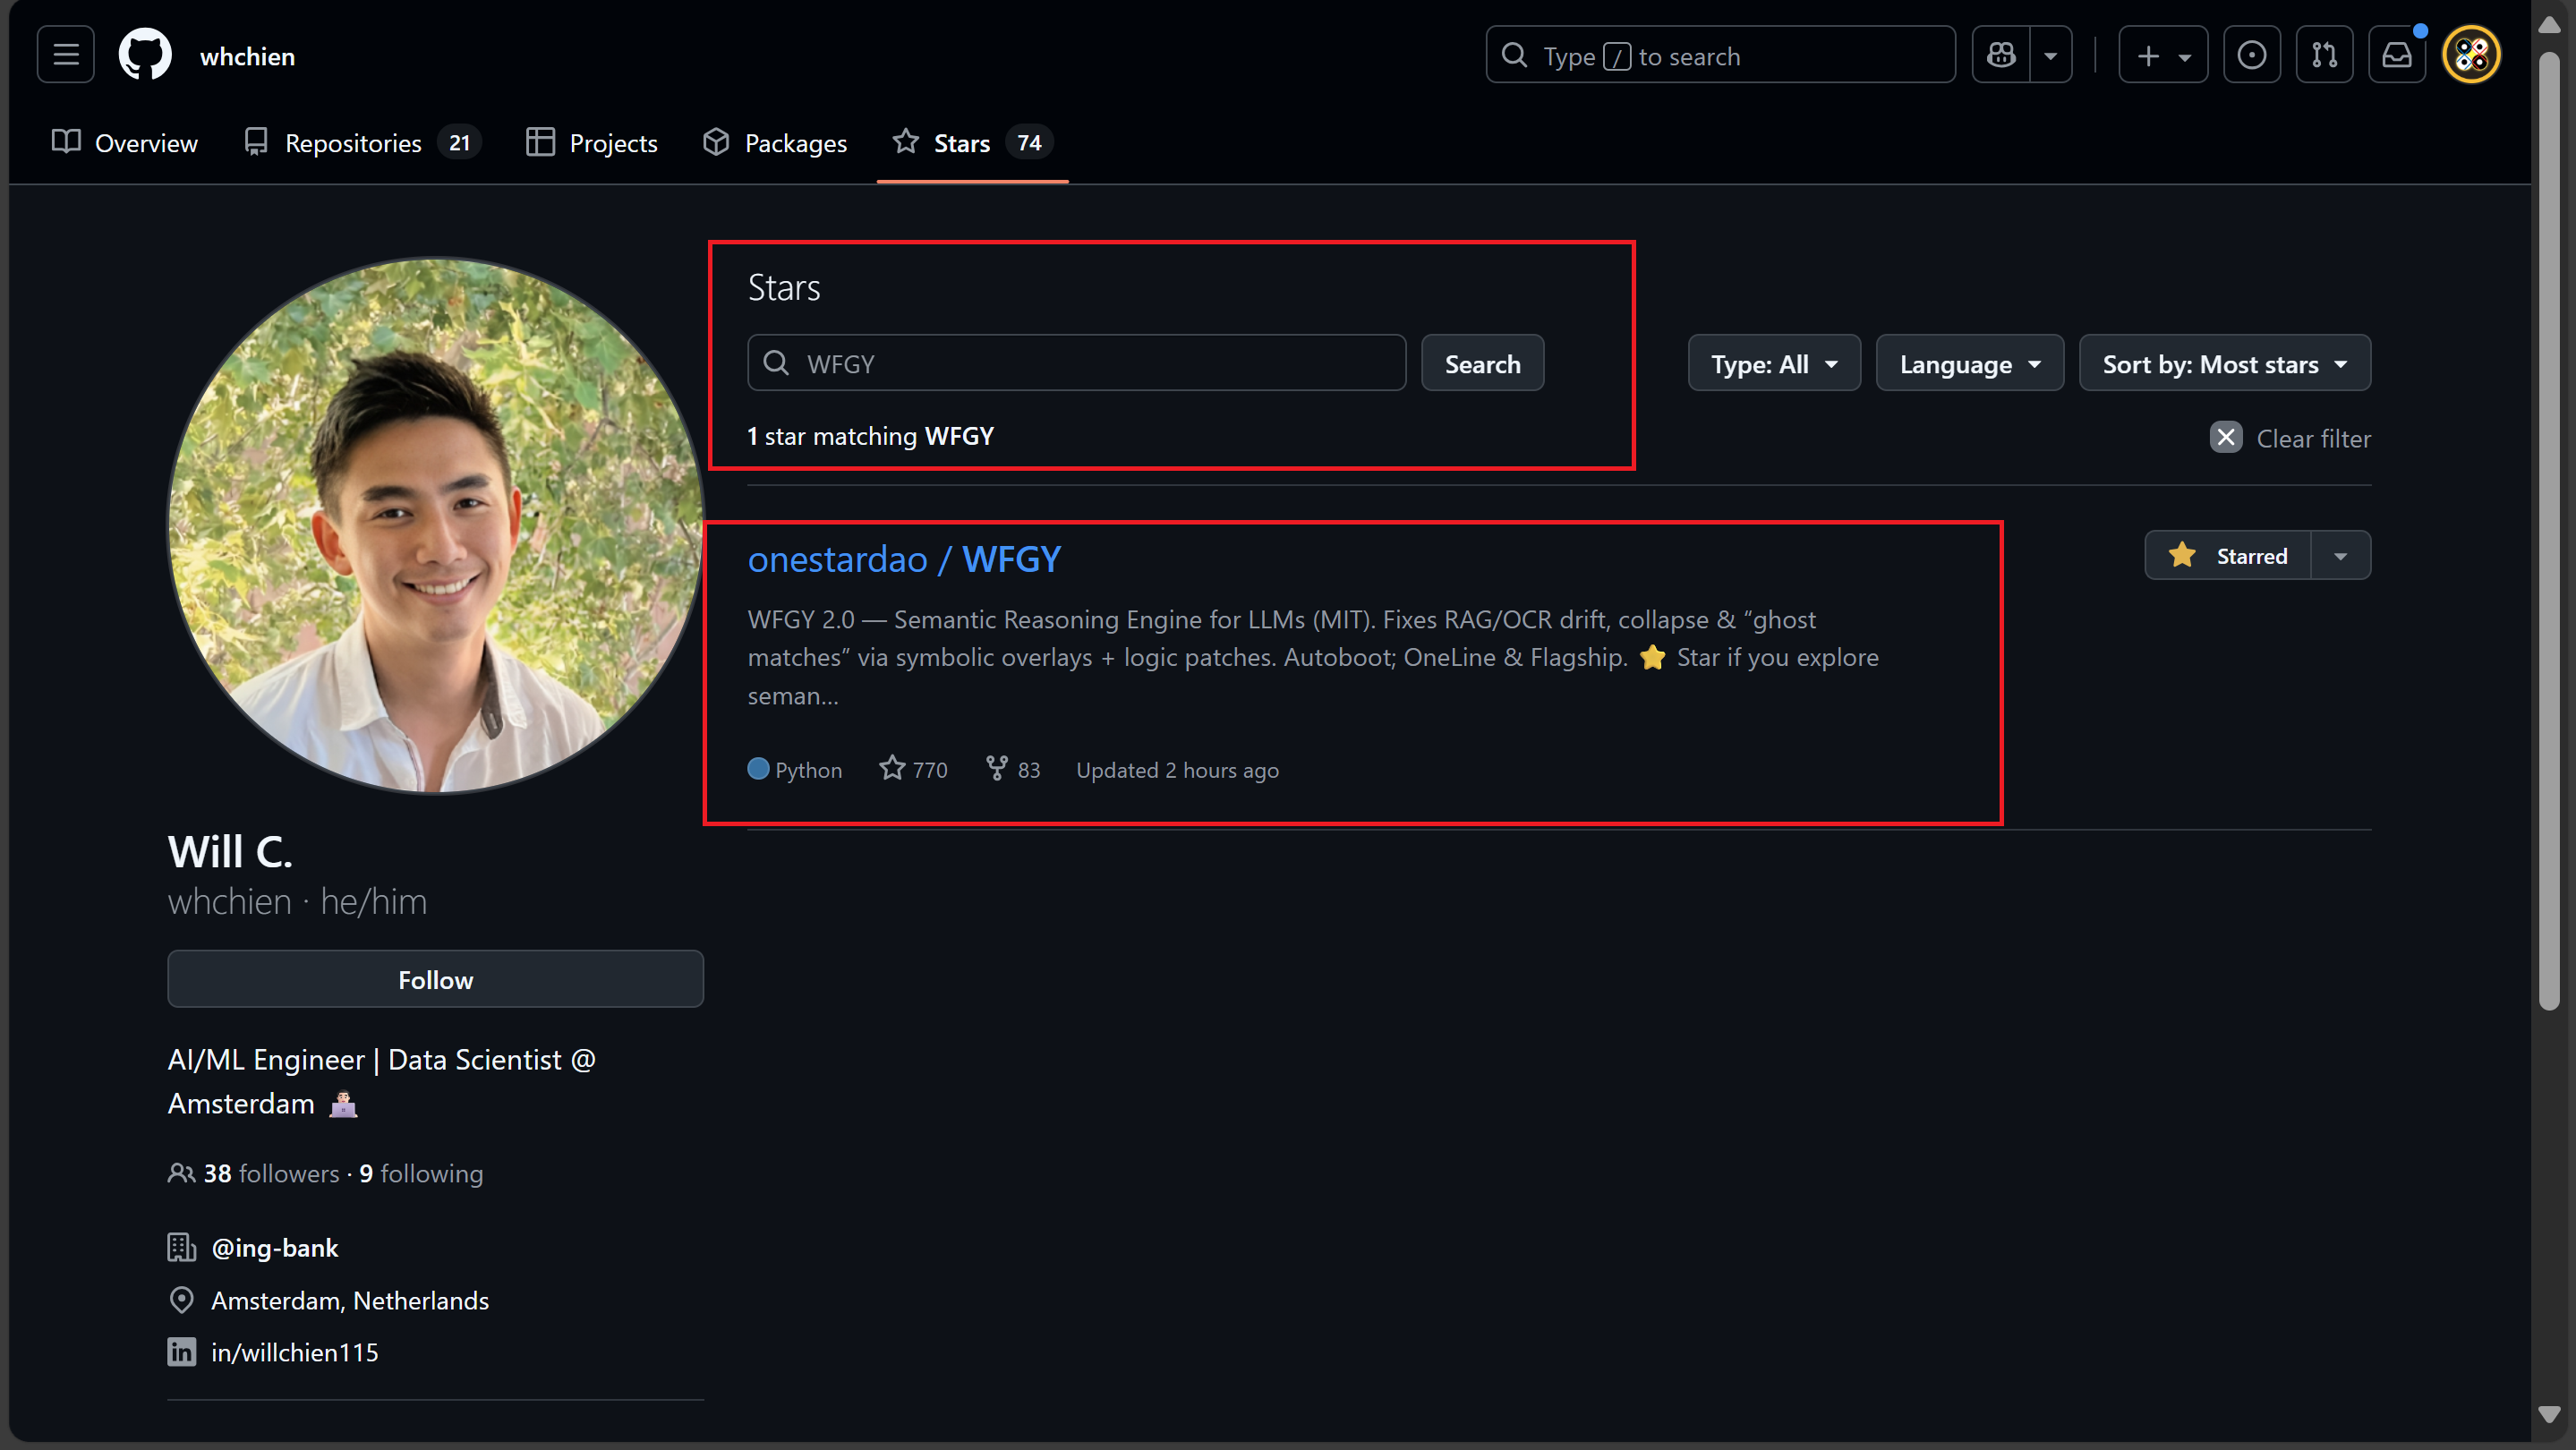 whchien
Type / to search
Overview
Repositories 21
Projects
Packages
Stars 74
Stars
WFGY
Search
Type: All
Language
Sort by: Most stars
1 star matching WFGY
Clear filter
onestardao / WFGY
Starred
WFGY 2.0 — Semantic Reasoning Engine for LLMs (MIT). Fixes RAG/OCR drift, collapse & “ghost
matches” via symbolic overlays + logic patches. Autoboot; OneLine & Flagship. ⭐ Star if you explore
seman...
Python 770 83 Updated 2 hours ago
Will C.
whchien · he/him
Follow
AI/ML Engineer | Data Scientist @
Amsterdam 👨🏻‍💻
38 followers · 9 following
@ing-bank
Amsterdam, Netherlands
in/willchien115